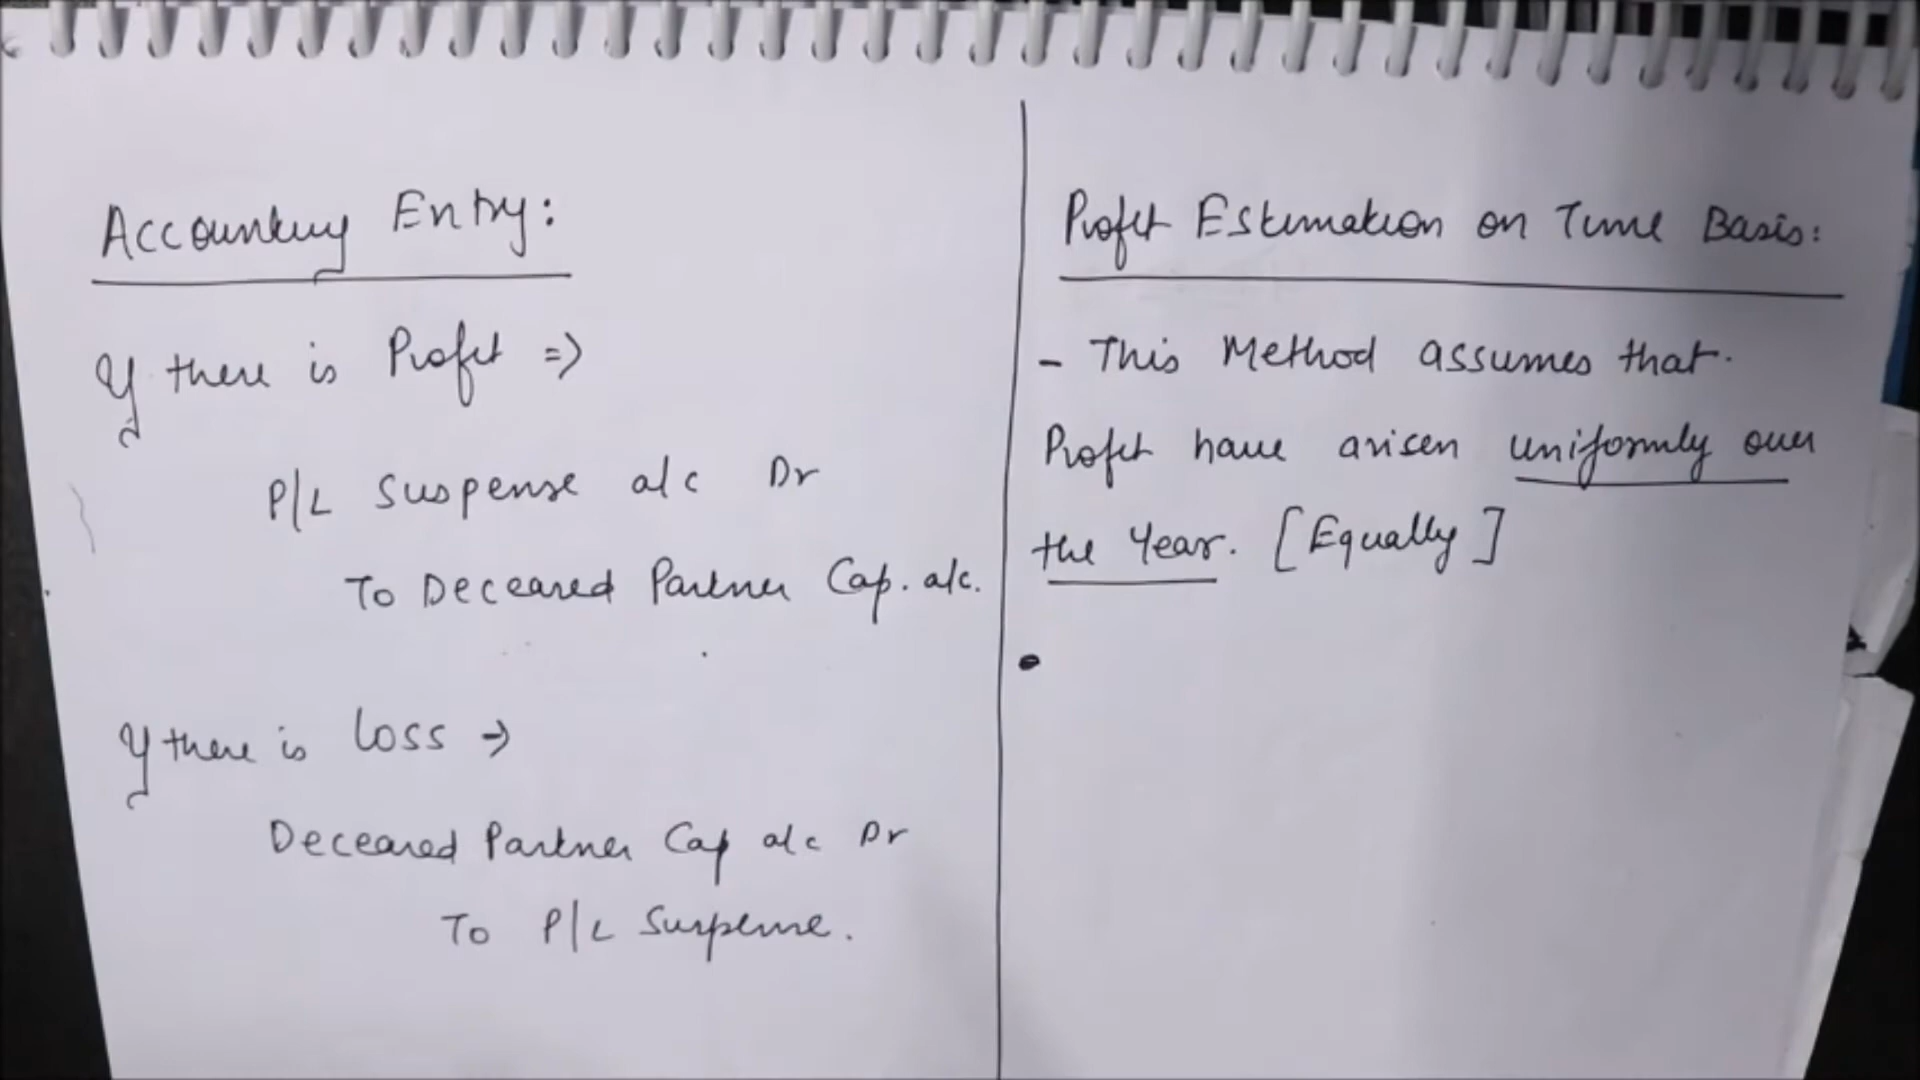 Accounting Entry:
If there is Profit =>
P/L Suspense a/c Dr
To Deceased Partner Cap. a/c.
If there is Loss →
Deceased Partner Cap a/c Dr
To P/L Suspense.
Profit Estimation on Time Basis:
- This Method assumes that
Profit have arisen uniformly over
the Year. [Equally]